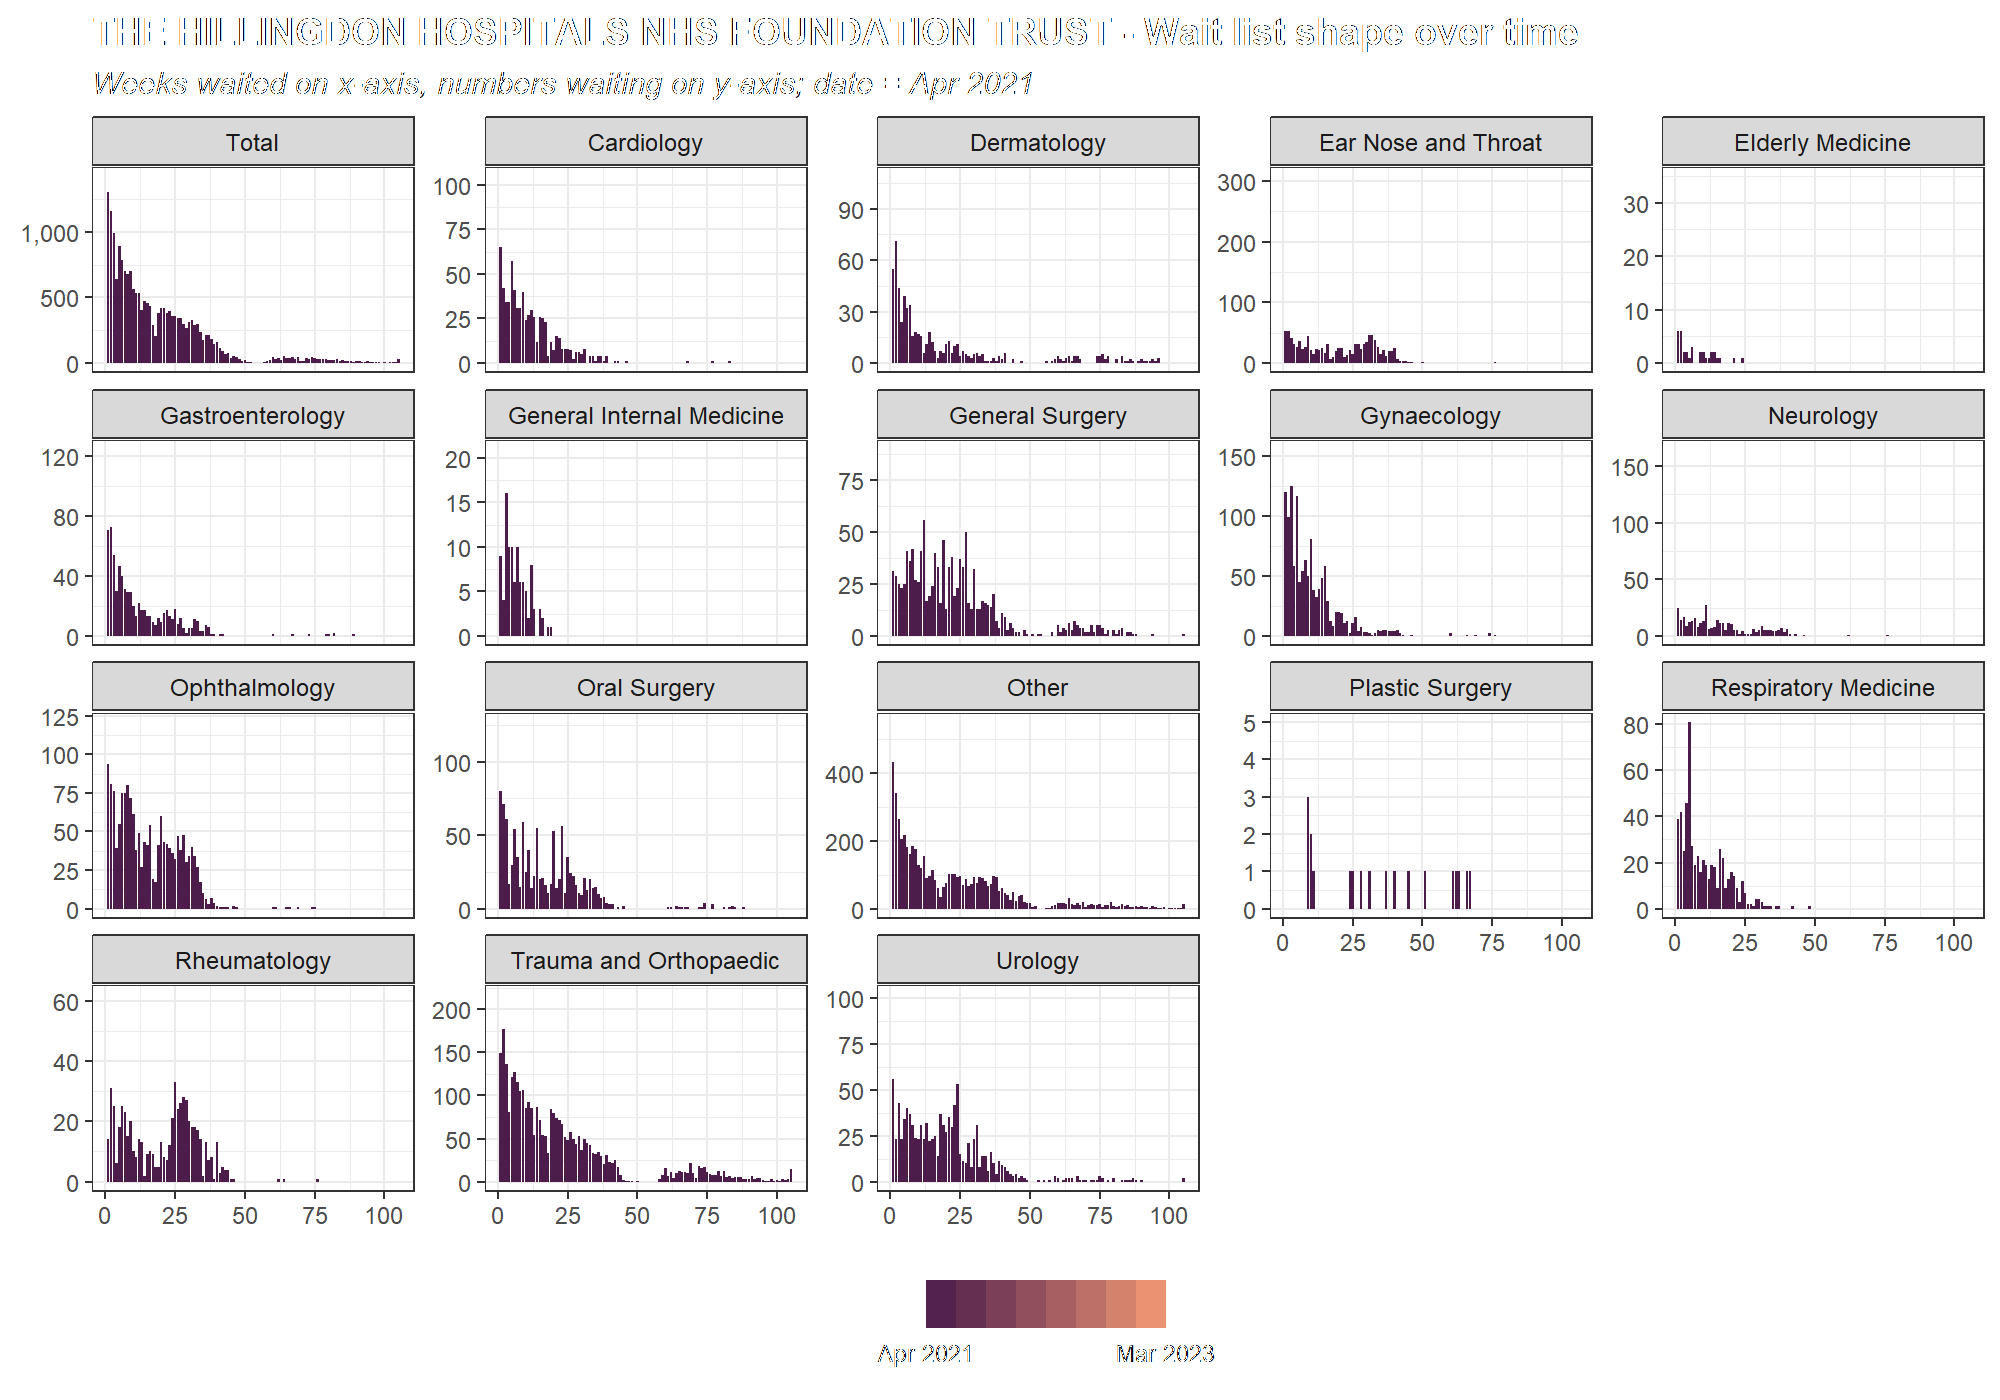 THE HILLINGDON HOSPITALS NHS FOUNDATION TRUST - Wait list shape over time
Weeks waited on x-axis, numbers waiting on y-axis; date = Apr 2021
Total
Cardiology
Dermatology
Ear Nose and Throat
Elderly Medicine
1,000
500
0
100
75
50
25
0
90
60
30
0
300
200
100
0
30
20
10
0
Gastroenterology
General Internal Medicine
General Surgery
Gynaecology
Neurology
120
80
40
0
20
15
10
5
0
75
50
25
0
150
100
50
0
150
100
50
0
Ophthalmology
Oral Surgery
Other
Plastic Surgery
Respiratory Medicine
125
100
75
50
25
0
100
50
0
400
200
0
5
4
3
2
1
0
80
60
40
20
0
0 25 50 75 100
0 25 50 75 100
Rheumatology
Trauma and Orthopaedic
Urology
60
40
20
0
200
150
100
50
0
100
75
50
25
0
0 25 50 75 100
0 25 50 75 100
0 25 50 75 100
Apr 2021
Mar 2023